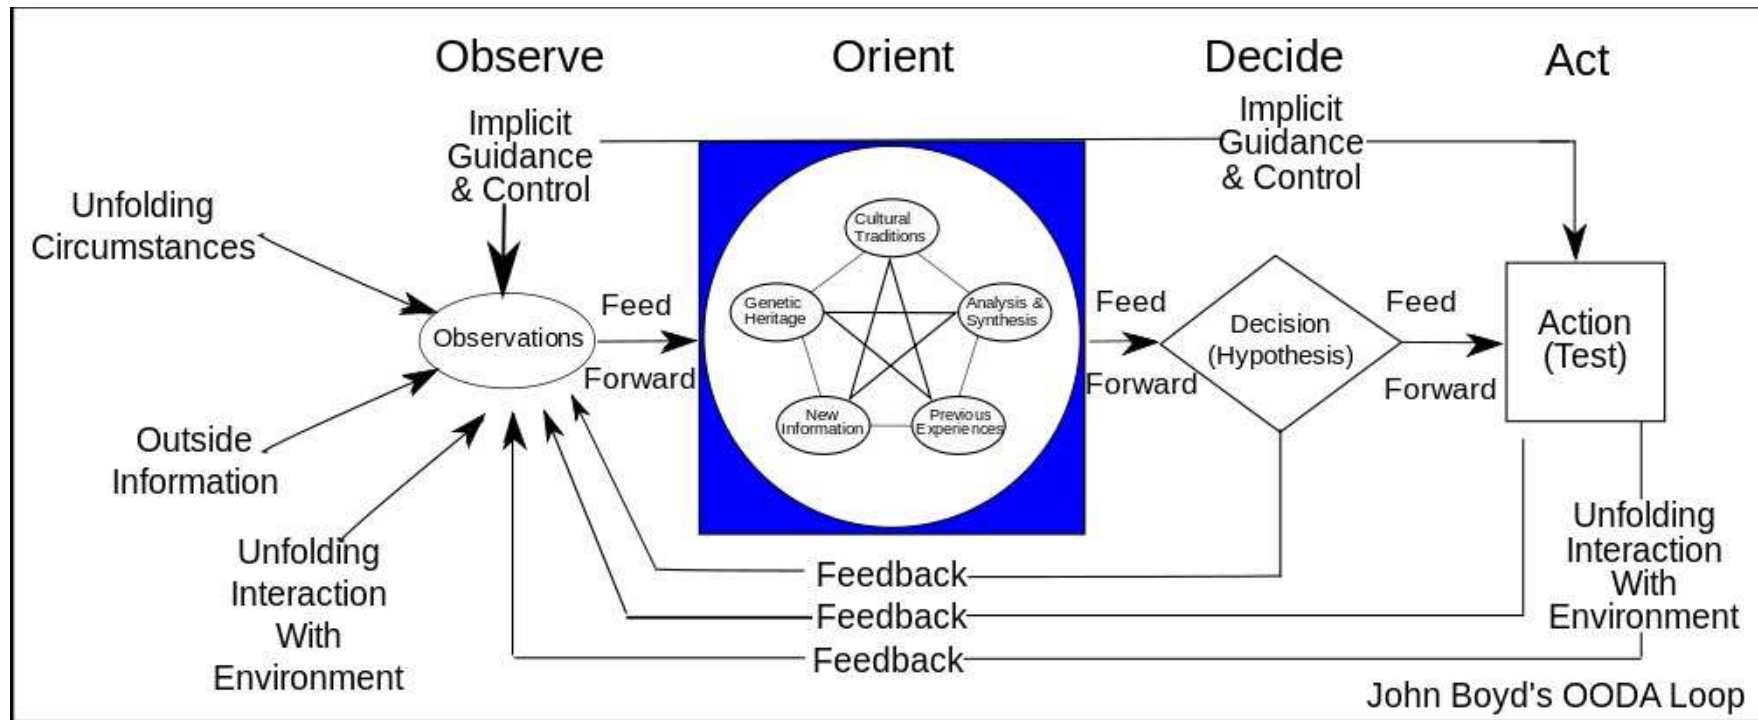 Observe
Orient
Decide
Act
Implicit
Guidance
& Control
Implicit
Guidance
& Control
Unfolding
Circumstances
Cultural
Traditions
Genetic
Heritage
Analysis &
Synthesis
New
Information
Previous
Experiences
Observations
Feed
Forward
Feed
Forward
Decision
(Hypothesis)
Feed
Forward
Action
(Test)
Outside
Information
Unfolding
Interaction
With
Environment
Feedback
Feedback
Feedback
Unfolding
Interaction
With
Environment
John Boyd's OODA Loop